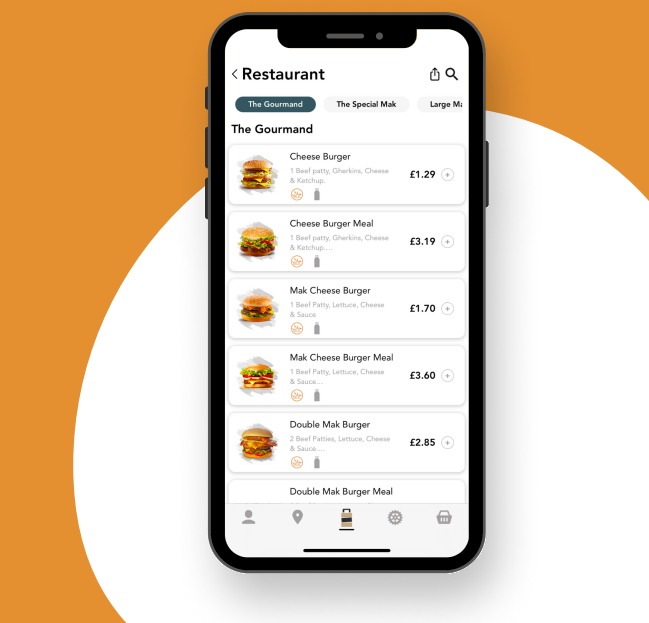 Restaurant
The Gourmand
The Special Mak
Large Ma
The Gourmand
Cheese Burger
1 Beef patty, Gherkins, Cheese
& Ketchup.
£1.29
Cheese Burger Meal
1 Beef patty, Gherkins, Cheese
& Ketchup....
£3.19
Mak Cheese Burger
1 Beef Patty, Lettuce, Cheese
& Sauce
£1.70
Mak Cheese Burger Meal
1 Beef Patty, Lettuce, Cheese
& Sauce...
£3.60
Double Mak Burger
2 Beef Patties, Lettuce, Cheese
& Sauce....
£2.85
Double Mak Burger Meal